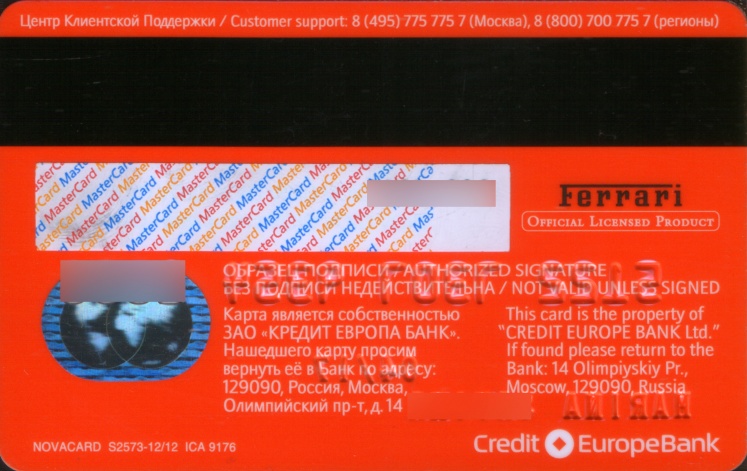 Центр Клиентской Поддержки / Customer support: 8 (495) 775 775 7 (Москва), 8 (800) 700 775 7 (регионы)
MasterCard MasterCard MasterCard MasterCard
Ferrari
OFFICIAL LICENSED PRODUCT
ОБРАЗЕЦ ПОДПИСИ / AUTHORIZED SIGNATURE
БЕЗ ПОДПИСИ НЕДЕЙСТВИТЕЛЬНА / NOT VALID UNLESS SIGNED
Карта является собственностью
ЗАО «КРЕДИТ ЕВРОПА БАНК».
Нашедшего карту просим
вернуть её в Банк по адресу:
129090, Россия, Москва,
Олимпийский пр-т, д.14
This card is the property of
"CREDIT EUROPE BANK Ltd."
If found please return to the
Bank: 14 Olimpiyskiy Pr.,
Moscow, 129090, Russia
NOVACARD S2573-12/12 ICA 9176
Credit EuropeBank